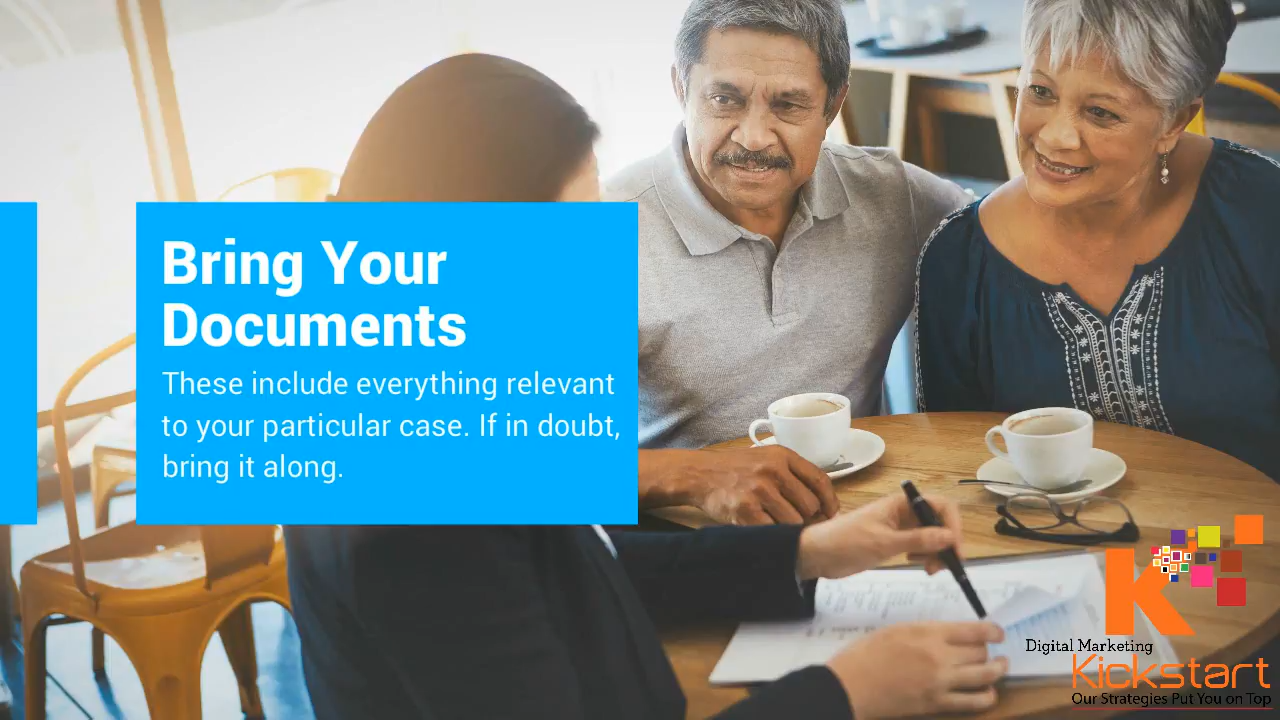 Bring Your
Documents
These include everything relevant
to your particular case. If in doubt,
bring it along.
Digital Marketing
Kickstart
Our Strategies Put You on Top